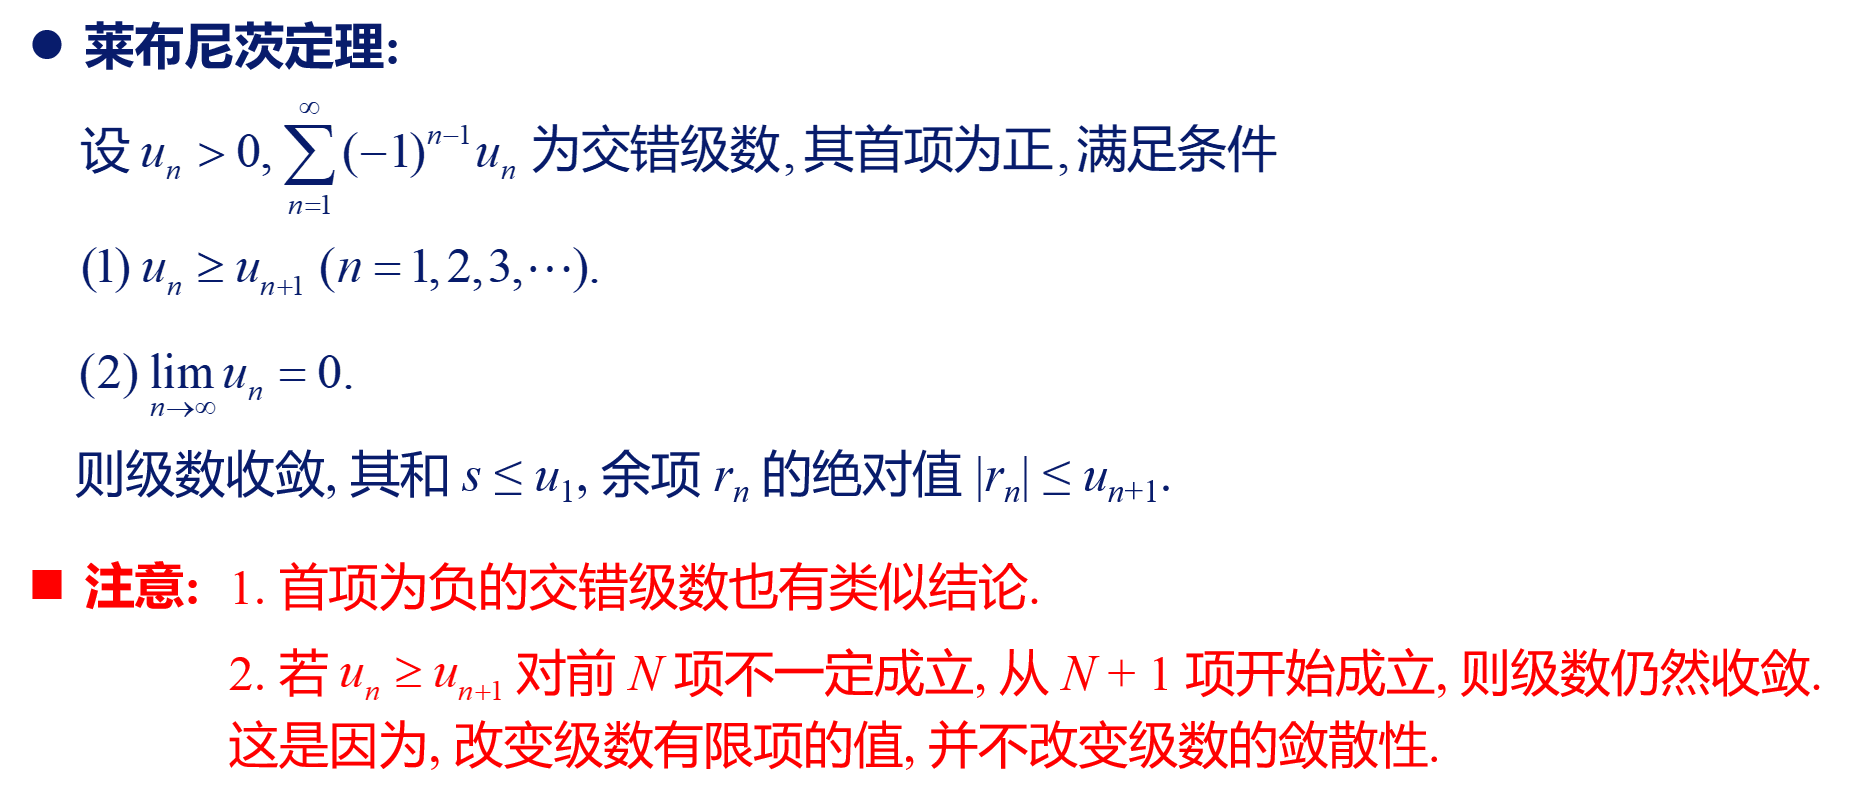 ● 莱布尼茨定理:
设 $u_n > 0, \sum_{n=1}^{\infty} (-1)^{n-1} u_n$ 为交错级数, 其首项为正, 满足条件
(1) $u_n \geq u_{n+1}$ $(n = 1, 2, 3, \cdots)$.
(2) $\lim_{n \to \infty} u_n = 0$.
则级数收敛, 其和 $s \leq u_1$, 余项 $r_n$ 的绝对值 $|r_n| \leq u_{n+1}$.
■ 注意: 1. 首项为负的交错级数也有类似结论.
2. 若 $u_n \geq u_{n+1}$ 对前 $N$ 项不一定成立, 从 $N + 1$ 项开始成立, 则级数仍然收敛.
这是因为, 改变级数有限项的值, 并不改变级数的敛散性.